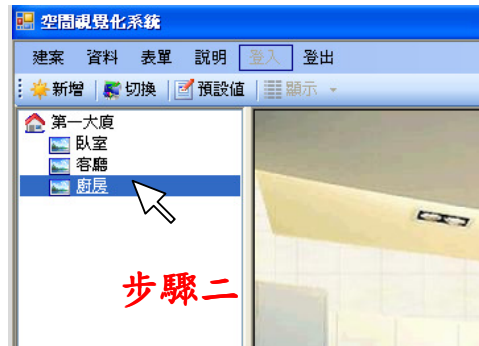 空間視覺化系統
建案 資料 表單 說明 登入 登出
新增 切換 預設值 顯示
第一大廈
臥室
客廳
廚房
步驟二